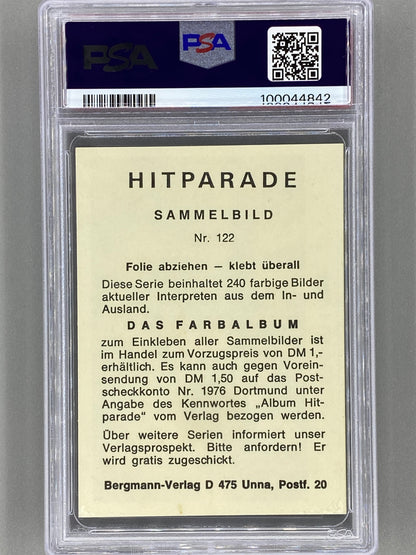 PSA
PSA
100044842
HITPARADE
SAMMELBILD
Nr. 122
Folie abziehen — klebt überall
Diese Serie beinhaltet 240 farbige Bilder
aktueller Interpreten aus dem In- und
Ausland.
DAS FARBALBUM
zum Einkleben aller Sammelbilder ist
im Handel zum Vorzugspreis von DM 1,-
erhältlich. Es kann auch gegen Vorein-
sendung von DM 1,50 auf das Post-
scheckkonto Nr. 1976 Dortmund unter
Angabe des Kennwortes „Album Hit-
parade" vom Verlag bezogen werden.
Über weitere Serien informiert unser
Verlagsprospekt. Bitte anfordern! Er
wird gratis zugeschickt.
Bergmann-Verlag D 475 Unna, Postf. 20
PSA